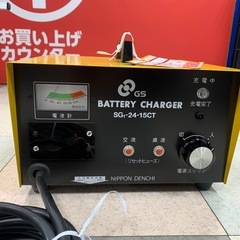 お買い上げ
カウンター
GS
BATTERY CHARGER
SG₁-24-15CT
充電中
充電完了
電流計
交流
直流
(リセットヒューズ)
切
入
電源スイッチ
NIPPON DENCHI